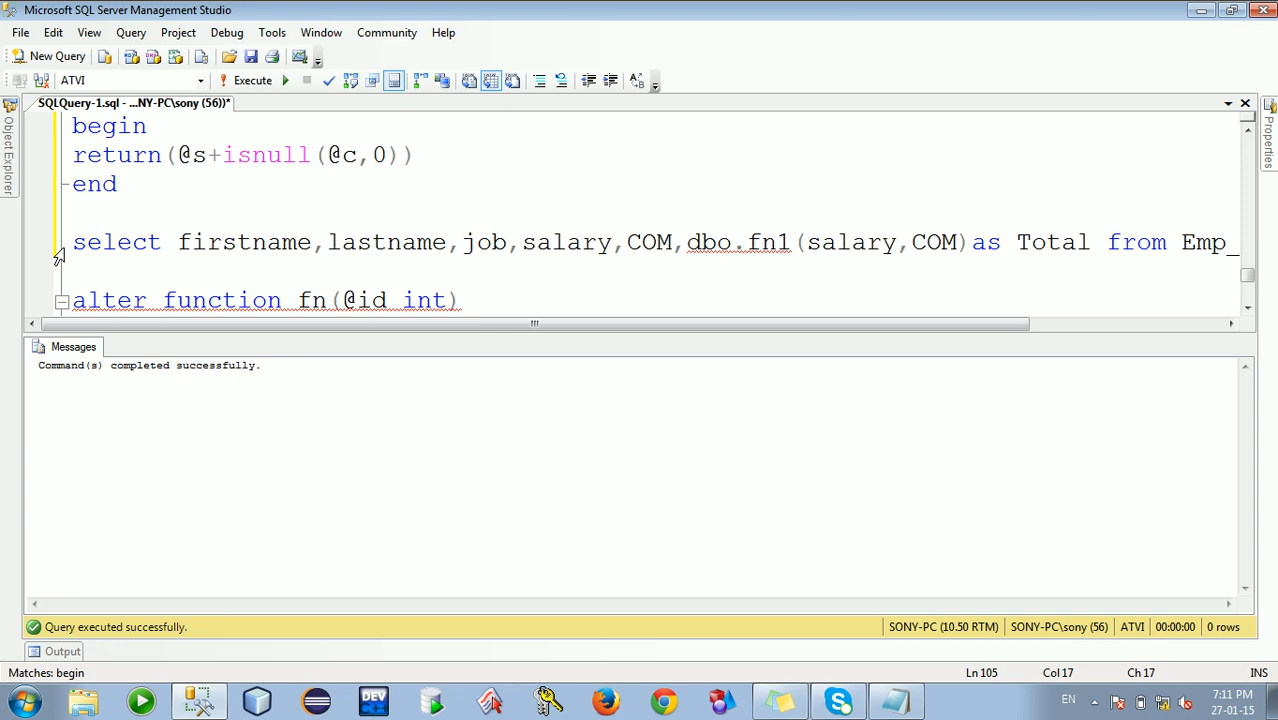 Microsoft SQL Server Management Studio
File Edit View Query Project Debug Tools Window Community Help
New Query
ATVI Execute
SQLQuery-1.sql - ...NY-PC\sony (56))*
Object Explorer
Properties
begin
return(@s+isnull(@c,0))
end
select firstname,lastname,job,salary,COM,dbo.fn1(salary,COM)as Total from Emp_
alter function fn(@id int)
Messages
Command(s) completed successfully.
Query executed successfully. SONY-PC (10.50 RTM) SONY-PC\sony (56) ATVI 00:00:00 0 rows
Output
Matches: begin Ln 105 Col 17 Ch 17 INS
DEV
EN 7:11 PM
27-01-15